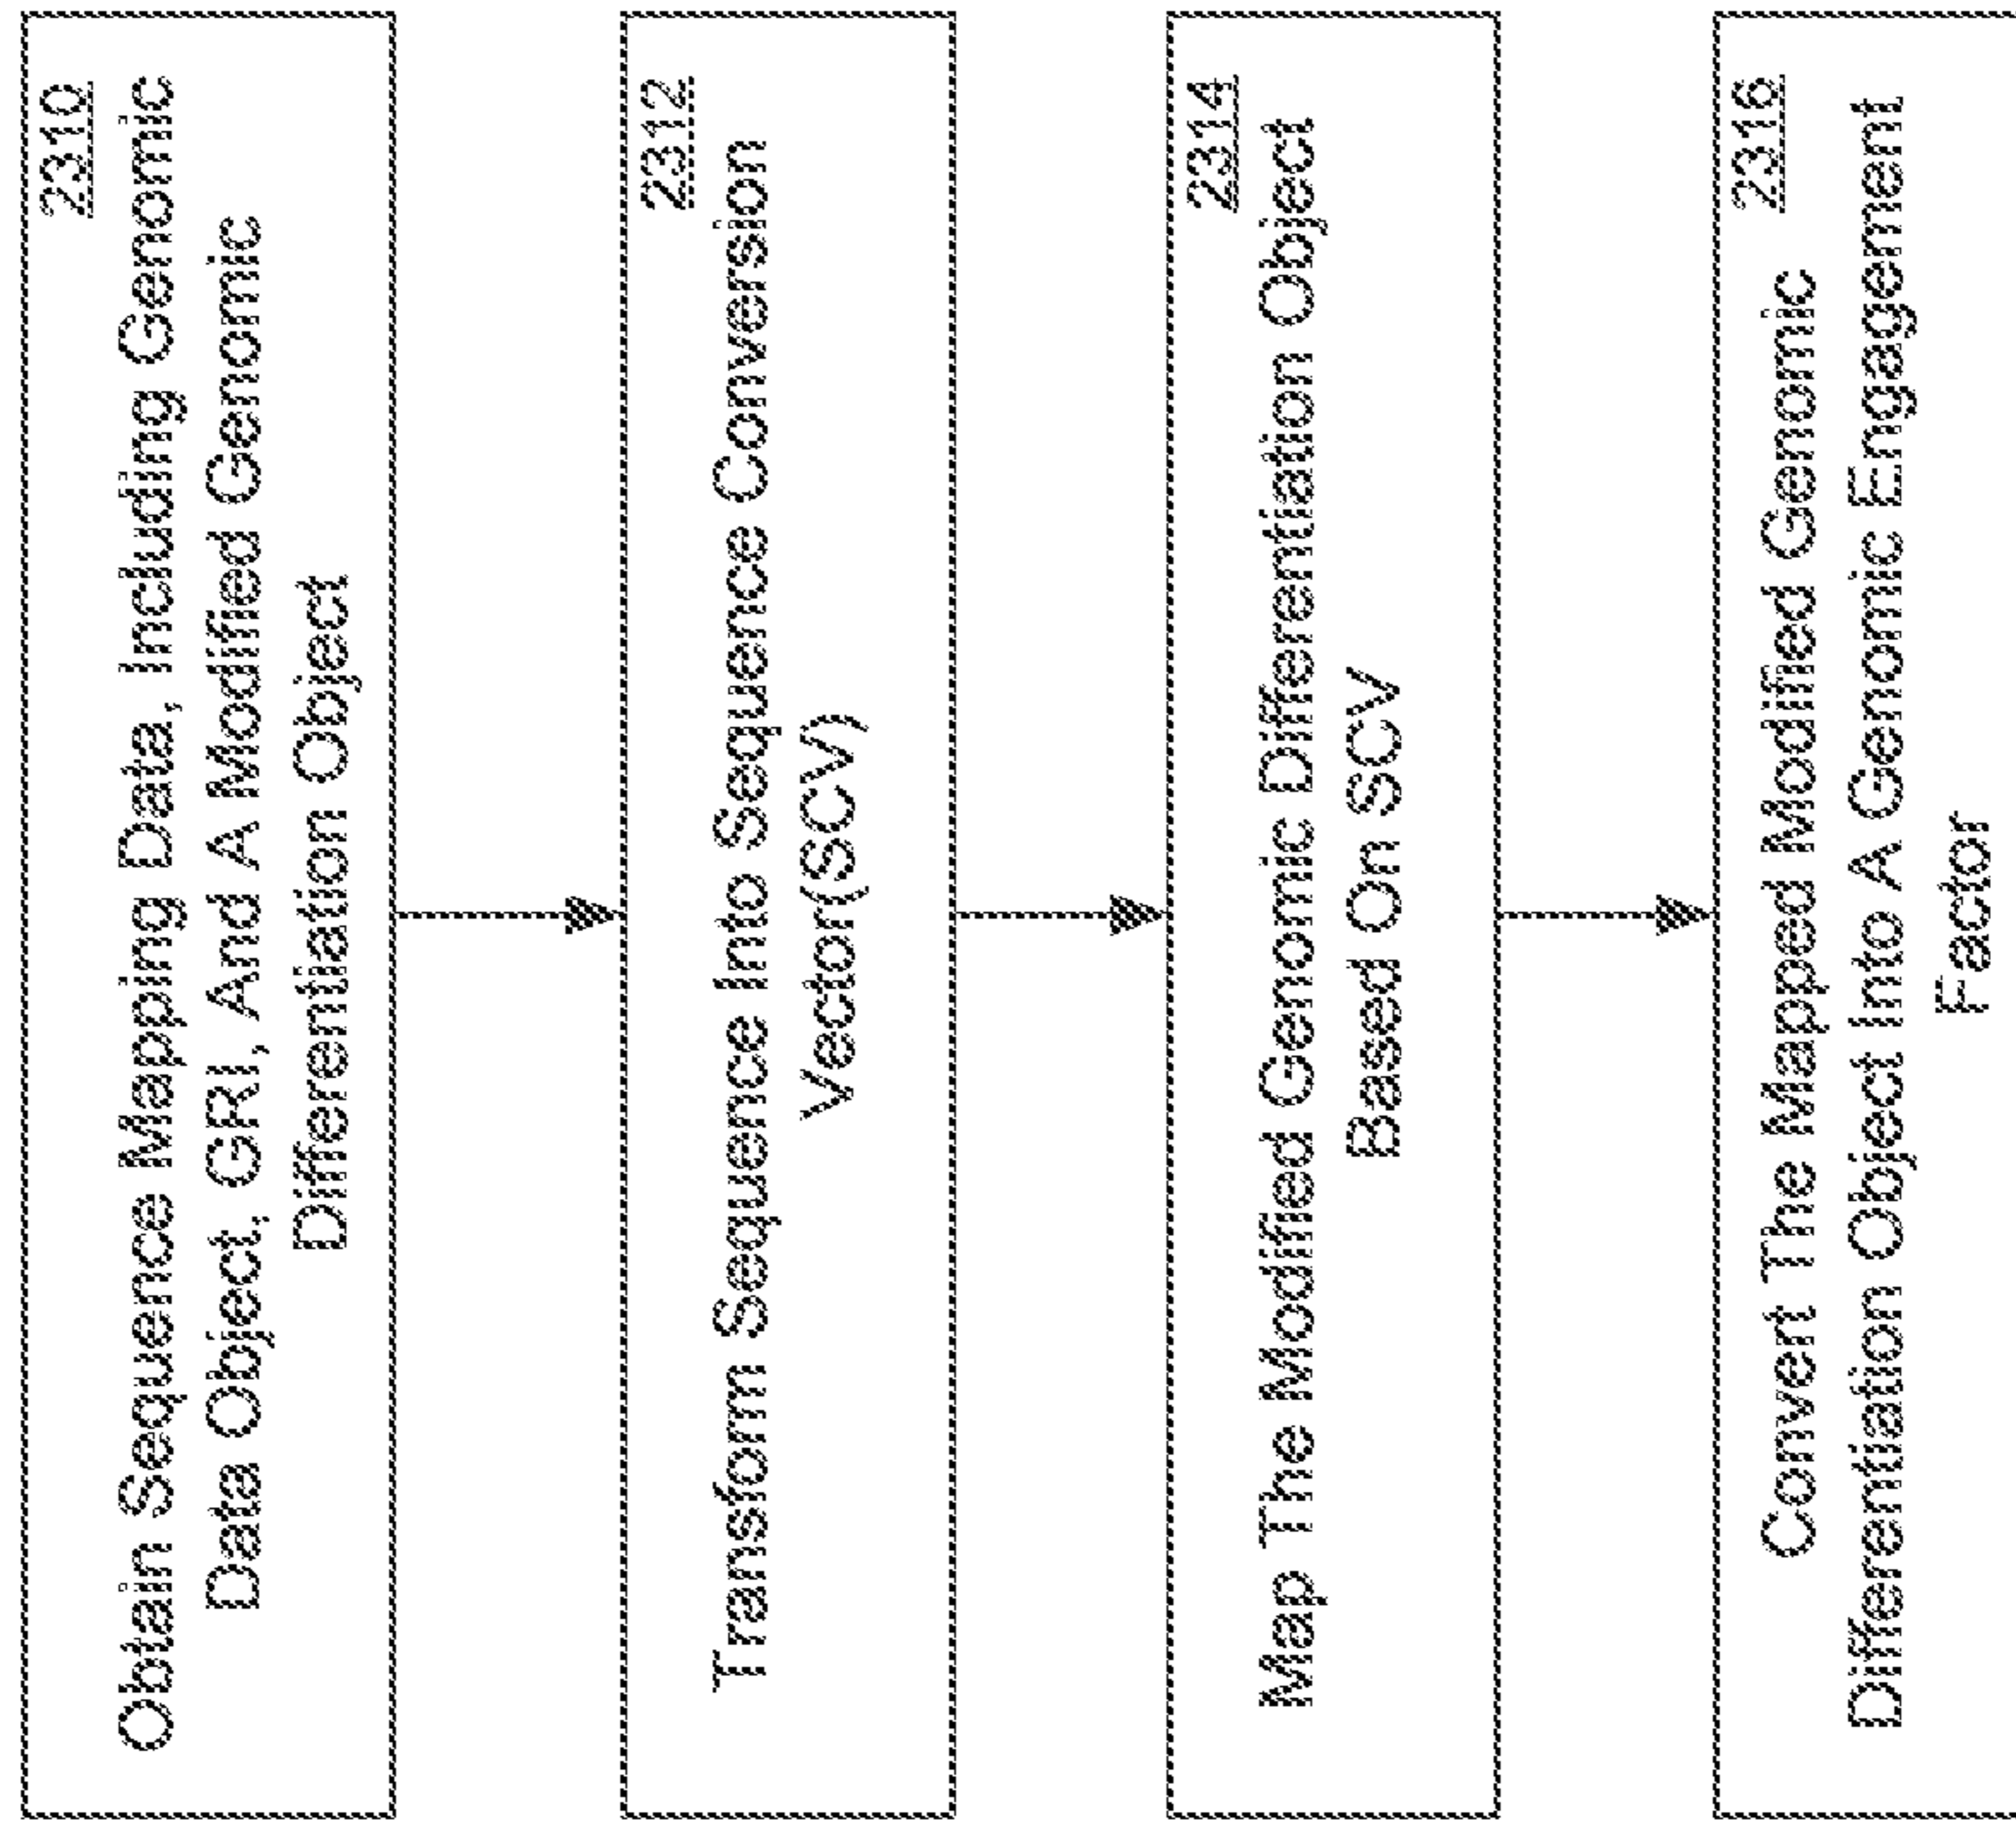 2310
Obtain Sequence Mapping Data, Including Genomic
Data Object, GRI, And A Modified Genomic
Differentiation Object
2312
Transform Sequence Into Sequence Conversion
Vector(SCV)
2314
Map The Modified Genomic Differentiation Object
Based On SCV
2316
Convert The Mapped Modified Genomic
Differentiation Object Into A Genomic Engagement
Factor